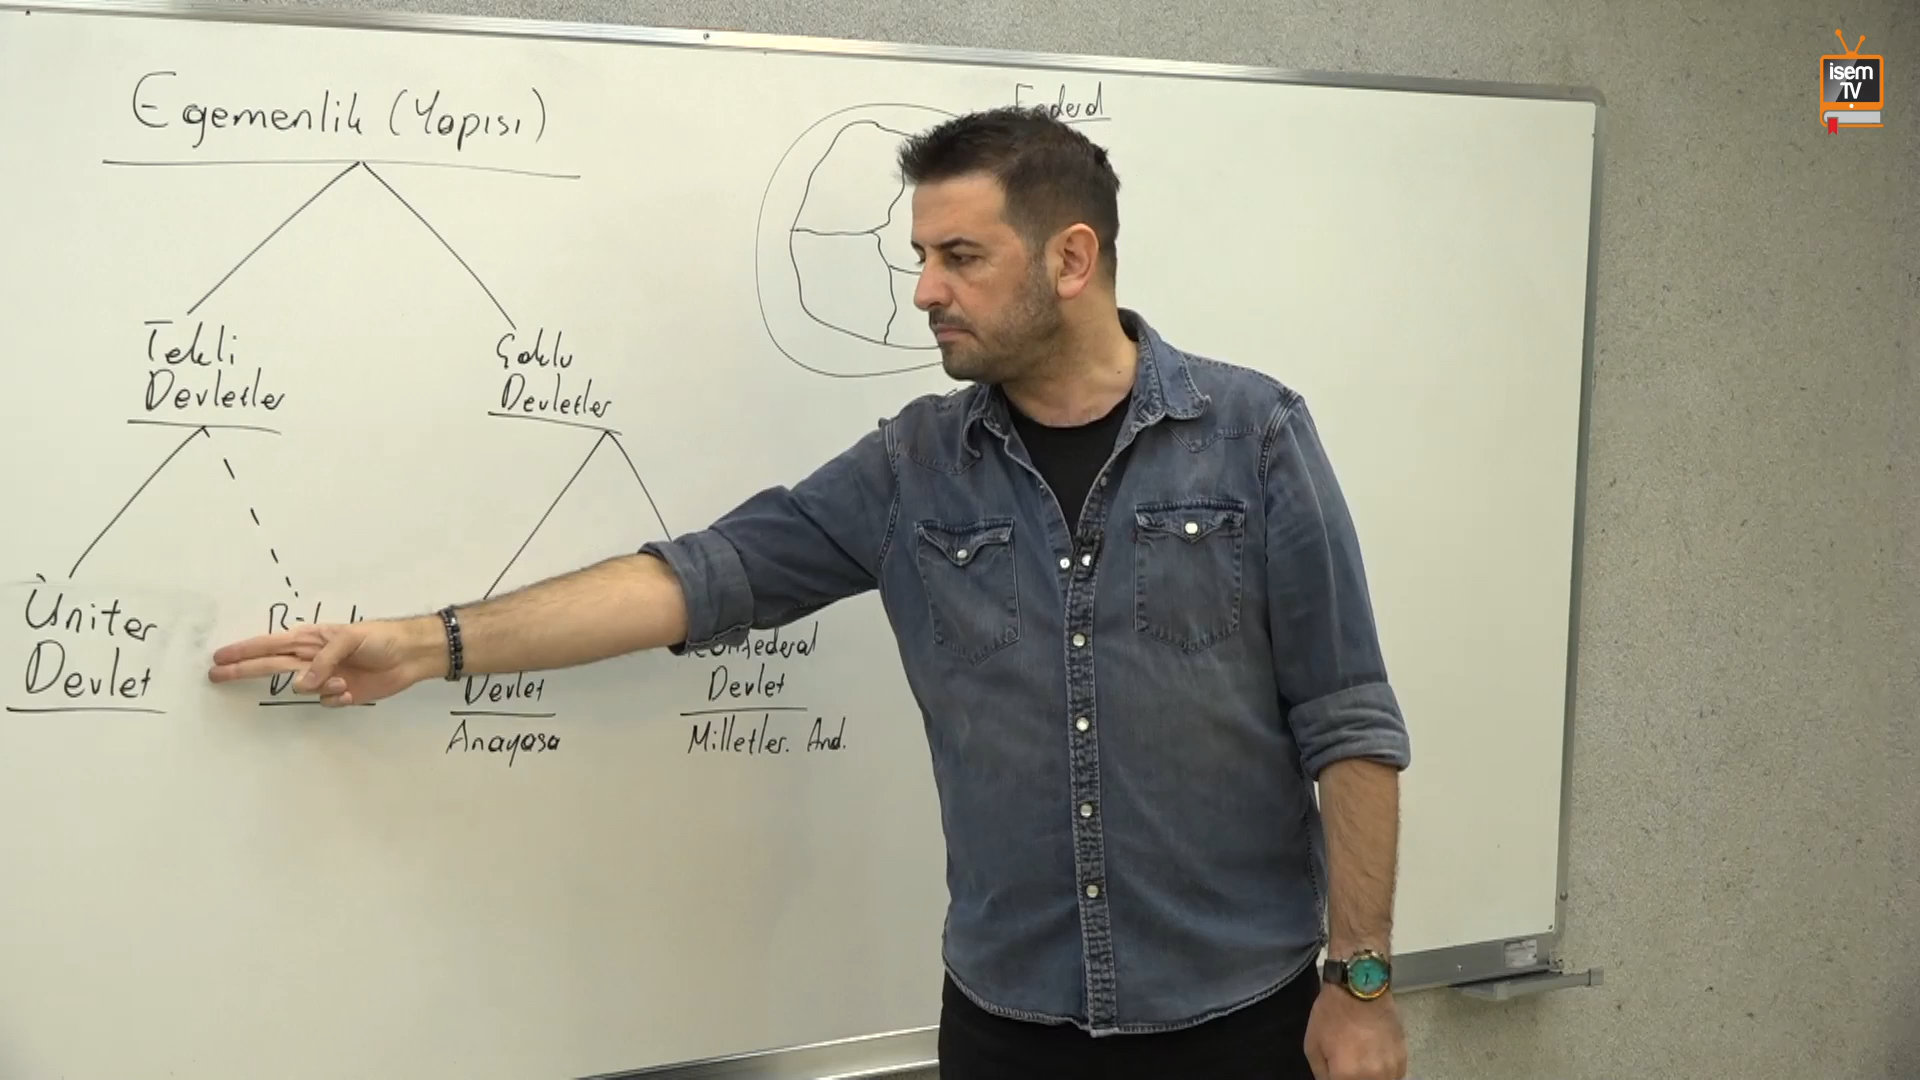 Egemenlik (Yapısı)
Federal
Tekli
Devletler
Çoklu
Devletler
Üniter
Devlet
Devlet
Anayasa
Konfederal
Devlet
Milletler. And.
isem
TV